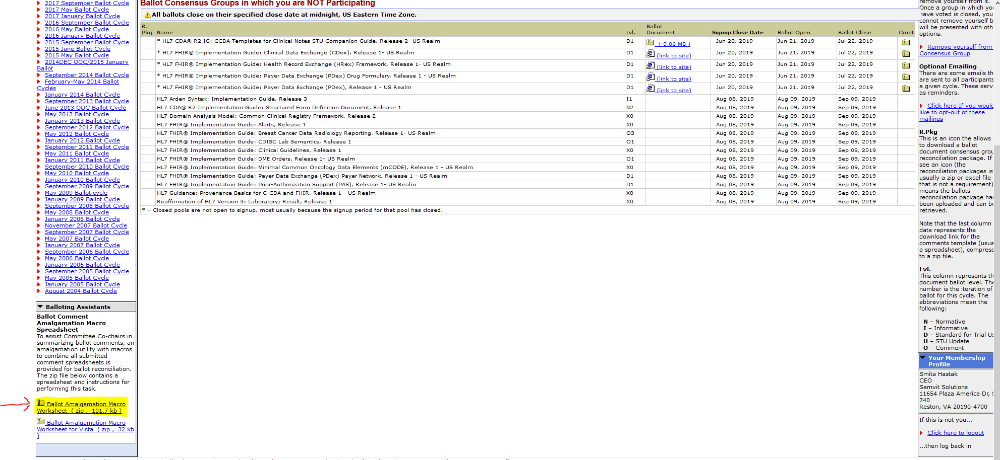 2017 September Ballot Cycle
2017 May Ballot Cycle
2017 January Ballot Cycle
2016 September Ballot Cycle
2016 May Ballot Cycle
2016 January Ballot Cycle
2015 September Ballot Cycle
2015 June Ballot Cycle
2015 May Ballot Cycle
2014DEC OOC/2015 January
Ballot
September 2014 Ballot Cycle
February-May 2014 Ballot
Cycles
January 2014 Ballot Cycle
September 2013 Ballot Cycle
June 2013 OOC Ballot Cycle
May 2013 Ballot Cycle
January 2013 Ballot Cycle
September 2012 Ballot Cycle
May 2012 Ballot Cycle
January 2012 Ballot Cycle
September 2011 Ballot Cycle
May 2011 Ballot Cycle
January 2011 Ballot Cycle
September 2010 Ballot Cycle
May 2010 Ballot Cycle
January 2010 Ballot Cycle
September 2009 Ballot Cycle
May 2009 Ballot cycle
January 2009 Ballot Cycle
September 2008 Ballot Cycle
May 2008 Ballot Cycle
January 2008 Ballot Cycle
November 2007 Ballot Cycle
September 2007 Ballot Cycle
May 2007 Ballot Cycle
January 2007 Ballot Cycle
September 2006 Ballot Cycle
May 2006 Ballot Cycle
January 2006 Ballot Cycle
September 2005 Ballot Cycle
May 2005 Ballot Cycle
January 2005 Ballot Cycle
August 2004 Ballot Cycle
Balloting Assistants
Ballot Comment
Amalgamation Macro
Spreadsheet
To assist Committee Co-chairs in
summarizing ballot comments, an
amalgamation utility with macros
to combine all submitted
comment spreadsheets is
provided for ballot reconciliation.
The zip file below contains a
spreadsheet and instructions for
performing this task.
Ballot Amalgamation Macro
Worksheet ( zip , 101.7 kb )
Ballot Amalgamation Macro
Worksheet for Vista ( zip , 32 kb
)
Ballot Consensus Groups in which you are NOT Participating
All ballots close on their specified close date at midnight, US Eastern Time Zone.
R. Pkg Name Lvl. Ballot Document Signup Close Date Ballot Open Ballot Close Cmnt
* HL7 CDA® R2 IG: CCDA Templates for Clinical Notes STU Companion Guide, Release 2- US Realm D1 ( 9.06 MB ) Jun 20, 2019 Jun 21, 2019 Jul 22, 2019
* HL7 FHIR® Implementation Guide: Clinical Data Exchange (CDex), Release 1- US Realm D1 (link to site) Jun 20, 2019 Jun 21, 2019 Jul 22, 2019
* HL7 FHIR® Implementation Guide: Health Record Exchange (HRex) Framework, Release 1- US Realm D1 (link to site) Jun 20, 2019 Jun 21, 2019 Jul 22, 2019
* HL7 FHIR® Implementation Guide: Payer Data Exchange (PDex) Drug Formulary, Release 1 - US Realm D1 (link to site) Jun 20, 2019 Jun 21, 2019 Jul 22, 2019
* HL7 FHIR® Implementation Guide: Payer Data Exchange (PDex), Release 1 - US Realm D1 (link to site) Jun 20, 2019 Jun 21, 2019 Jul 22, 2019
HL7 Arden Syntax: Implementation Guide, Release 3 I1 Aug 08, 2019 Aug 09, 2019 Sep 09, 2019
HL7 CDA® R2 Implementation Guide: Structured Form Definition Document, Release 1 N2 Aug 08, 2019 Aug 09, 2019 Sep 09, 2019
HL7 Domain Analysis Model: Common Clinical Registry Framework, Release 2 X0 Aug 08, 2019 Aug 09, 2019 Sep 09, 2019
HL7 FHIR® Implementation Guide: Alerts, Release 1 X0 Aug 08, 2019 Aug 09, 2019 Sep 09, 2019
HL7 FHIR® Implementation Guide: Breast Cancer Data Radiology Reporting, Release 1- US Realm O3 Aug 08, 2019 Aug 09, 2019 Sep 09, 2019
HL7 FHIR® Implementation Guide: CDISC Lab Semantics, Release 1 O1 Aug 08, 2019 Aug 09, 2019 Sep 09, 2019
HL7 FHIR® Implementation Guide: Clinical Guidelines, Release 1 X0 Aug 08, 2019 Aug 09, 2019 Sep 09, 2019
HL7 FHIR® Implementation Guide: DME Orders, Release 1- US Realm O1 Aug 08, 2019 Aug 09, 2019 Sep 09, 2019
HL7 FHIR® Implementation Guide: Minimal Common Oncology Data Elements (mCODE), Release 1 - US Realm X0 Aug 08, 2019 Aug 09, 2019 Sep 09, 2019
HL7 FHIR® Implementation Guide: Payer Data Exchange (PDex) Payer Network, Release 1 - US Realm D1 Aug 08, 2019 Aug 09, 2019 Sep 09, 2019
HL7 FHIR® Implementation Guide: Prior-Authorization Support (PAS), Release 1- US Realm D1 Aug 08, 2019 Aug 09, 2019 Sep 09, 2019
HL7 Guidance: Provenance Basics for C-CDA and FHIR, Release 1 - US Realm X0 Aug 08, 2019 Aug 09, 2019 Sep 09, 2019
Reaffirmation of HL7 Version 3: Laboratory; Result, Release 1 X0 Aug 08, 2019 Aug 09, 2019 Sep 09, 2019
* – Closed pools are not open to signup, most usually because the signup period for that pool has closed.
remove yourself from it.
Once a group in which you
have voted is closed, you
cannot remove yourself b
will be presented with oth
options.
Remove yourself from
Consensus Group
Optional Emailing
There are some emails th
are sent to all participants
a given cycle. These serv
as reminders.
Click here If you would
like to opt-out of these
mailings
R.Pkg
This is an icon the allows
to download a ballot
document consensus grou
reconciliation package. If
see an icon (the
reconciliation packages is
usually a zip or excel file
that is not a requirement)
means the ballots
reconciliation package has
been uploaded and can be
retrieved.
Note that the last column
data represents the
download link for the
comments template (usua
a spreadsheet), compress
to a zip file.
Lvl.
This column represents th
document ballot level. The
number is the iteration of
ballot for this cycle. The
abbreviations mean the
following:
N – Normative
I – Informative
D – Standard for Trial Us
U – STU Update
O – Comment
Your Membership
Profile
Smita Hastak
CEO
Samvit Solutions
11654 Plaza America Dr, S
740
Reston, VA 20190-4700
If this is not you...
Click here to logout
...then log back in